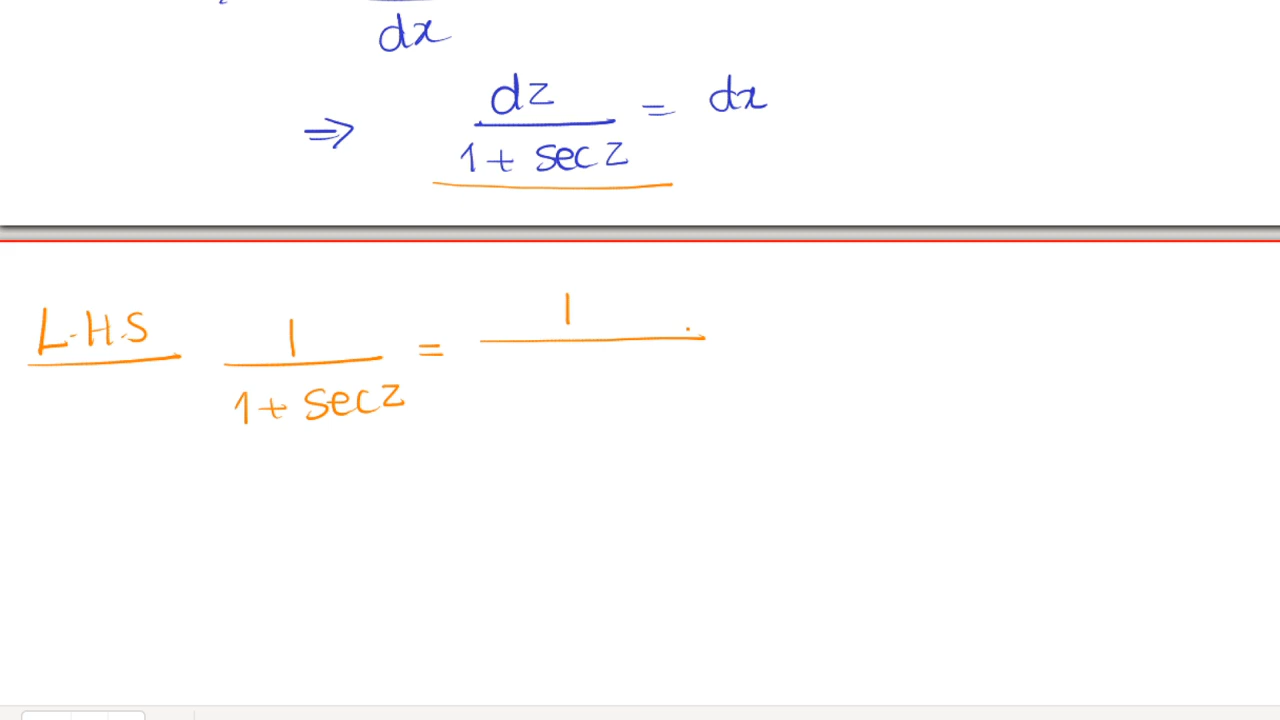 dx
⇒ dz / 1 + sec z = dx
L.H.S 1 / 1 + sec z = 1